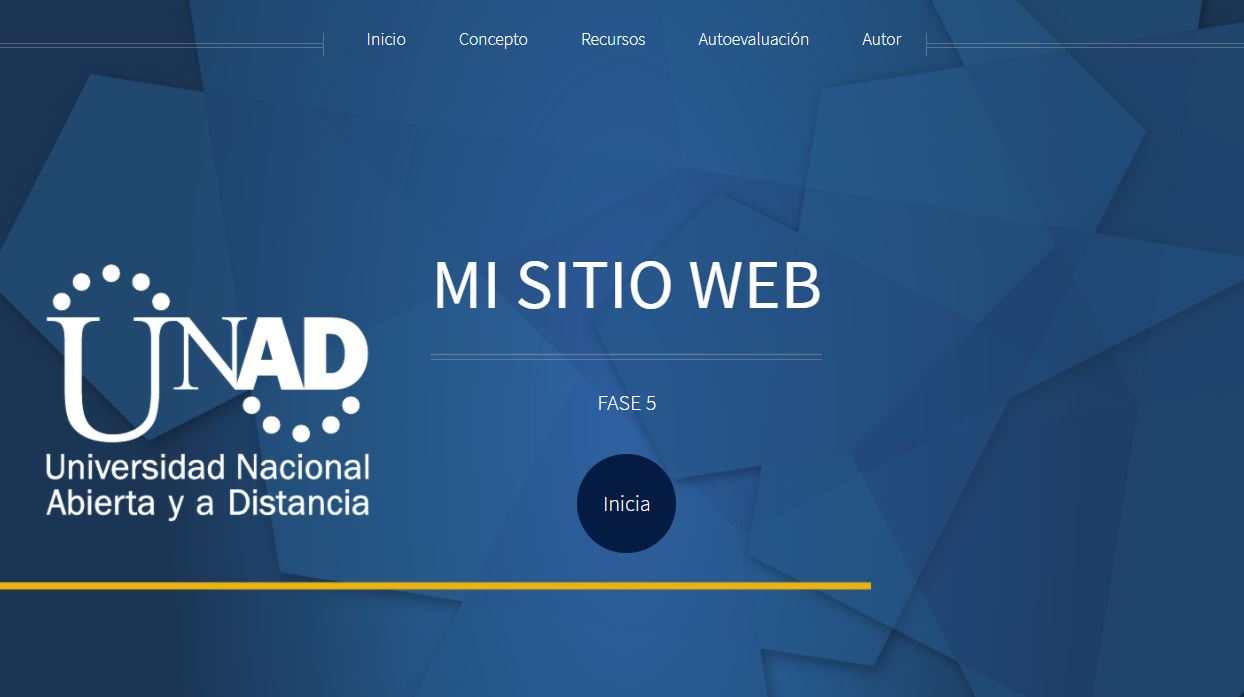 Inicio Concepto Recursos Autoevaluación Autor
MI SITIO WEB
FASE 5
Inicia
UNAD
Universidad Nacional
Abierta y a Distancia